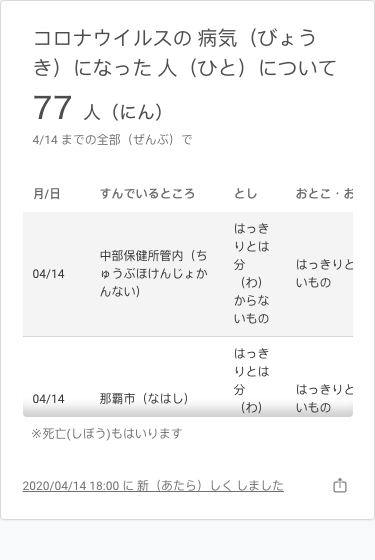 コロナウイルスの 病気（びょう
き）になった 人（ひと）について
77 人（にん）
4/14 までの全部（ぜんぶ）で
月/日 すんでいるところ とし おとこ・お
04/14 中部保健所管内（ち
ゅうぶほけんじょか
んない） はっき
りとは
分
（わ）
からな
いもの はっきりと
いもの
04/14 那覇市（なはし） はっき
りとは
分
（わ） はっきりと
いもの
※死亡(しぼう)もはいります
2020/04/14 18:00 に 新（あたら）しく しました